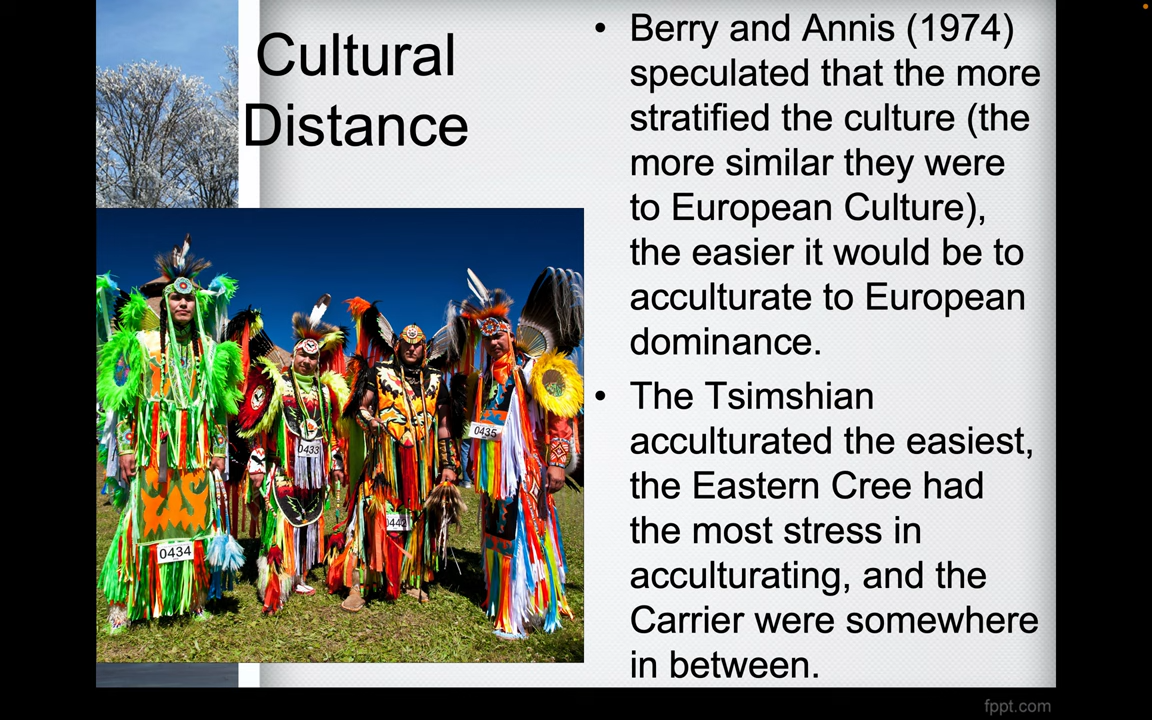 Cultural
Distance
• Berry and Annis (1974)
speculated that the more
stratified the culture (the
more similar they were
to European Culture),
the easier it would be to
acculturate to European
dominance.
• The Tsimshian
acculturated the easiest,
the Eastern Cree had
the most stress in
acculturating, and the
Carrier were somewhere
in between.
0434
0433
0442
0435
fppt.com